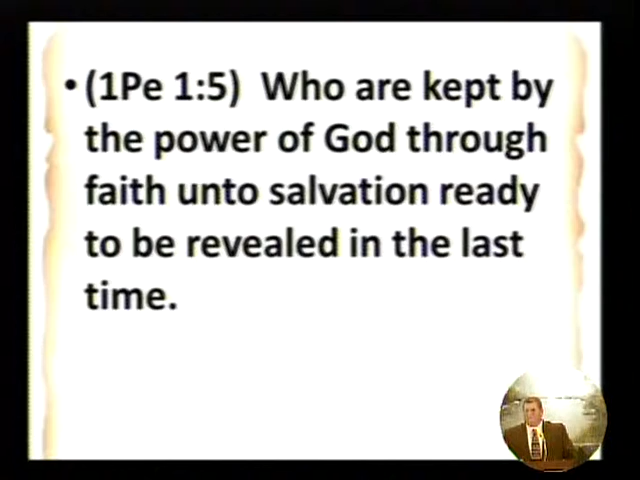 • (1Pe 1:5)  Who are kept by
the power of God through
faith unto salvation ready
to be revealed in the last
time.